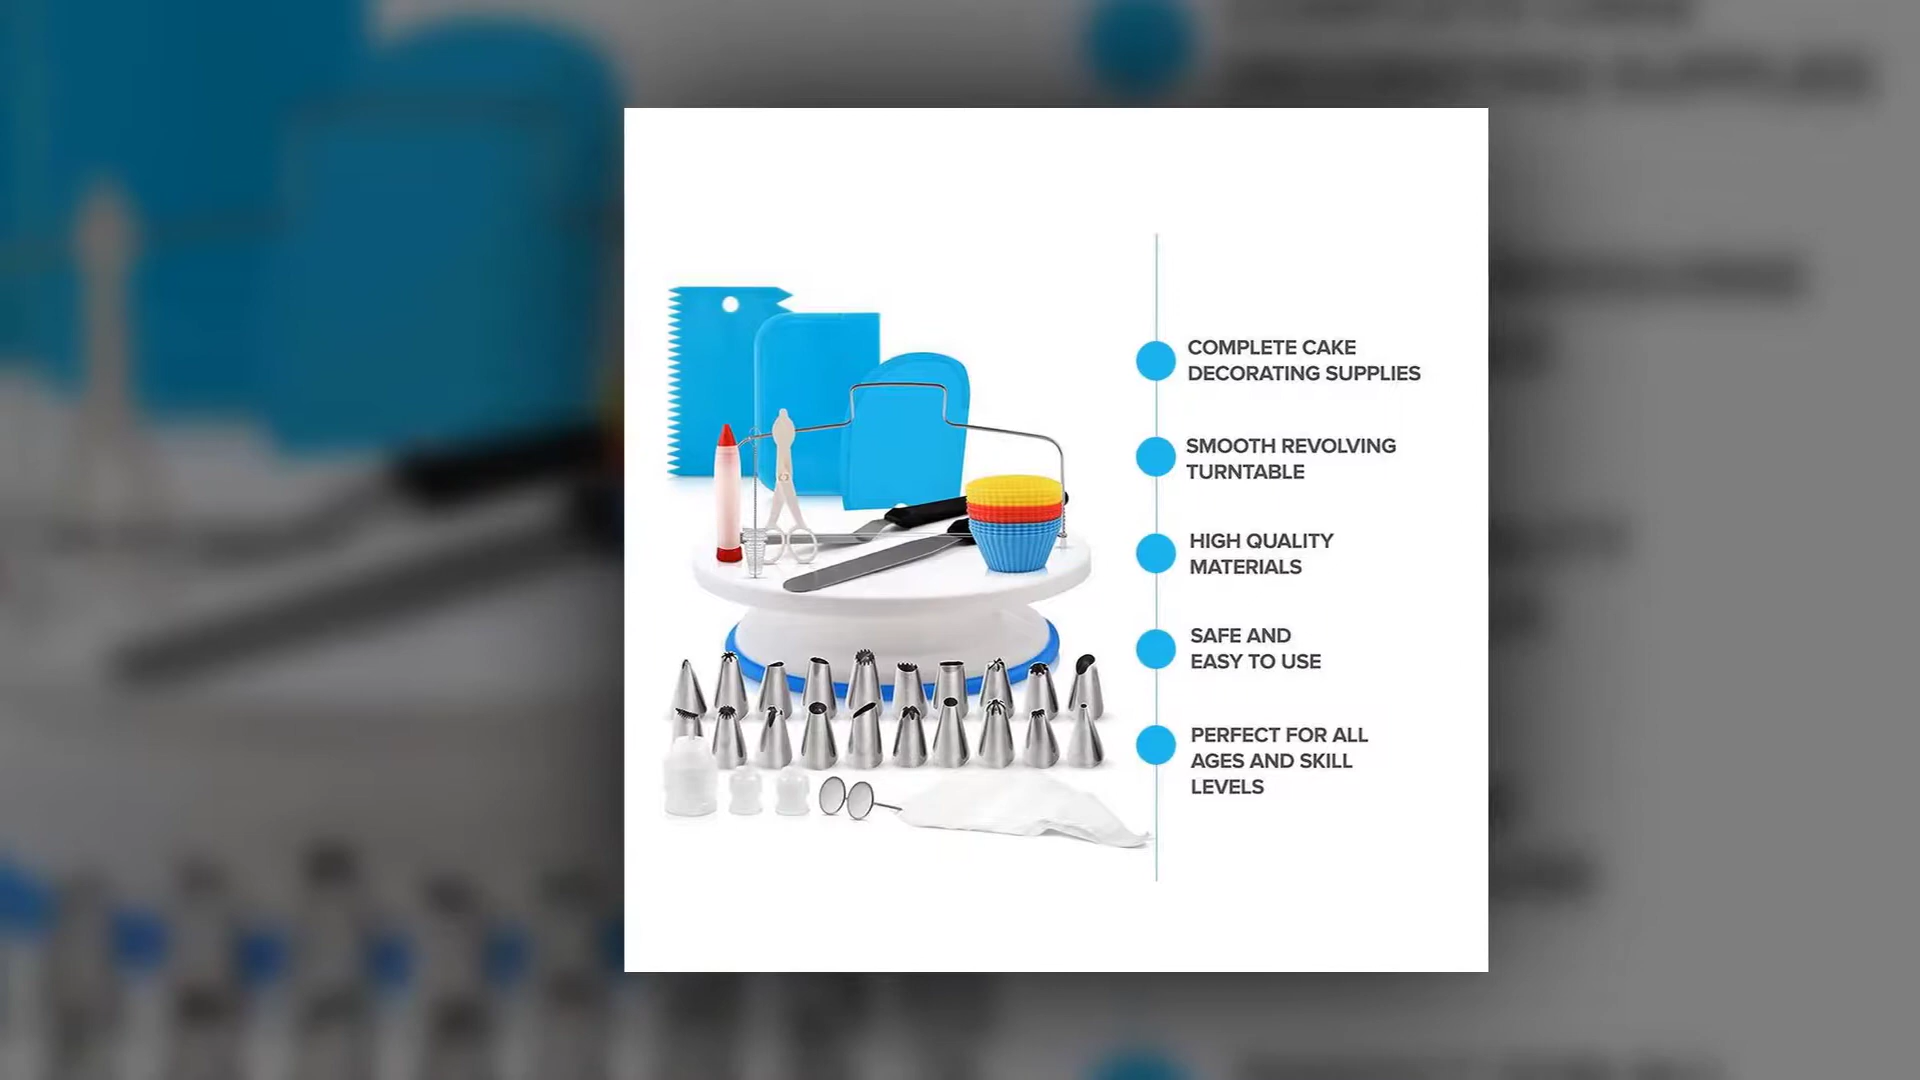 COMPLETE CAKE
DECORATING SUPPLIES
SMOOTH REVOLVING
TURNTABLE
HIGH QUALITY
MATERIALS
SAFE AND
EASY TO USE
PERFECT FOR ALL
AGES AND SKILL
LEVELS